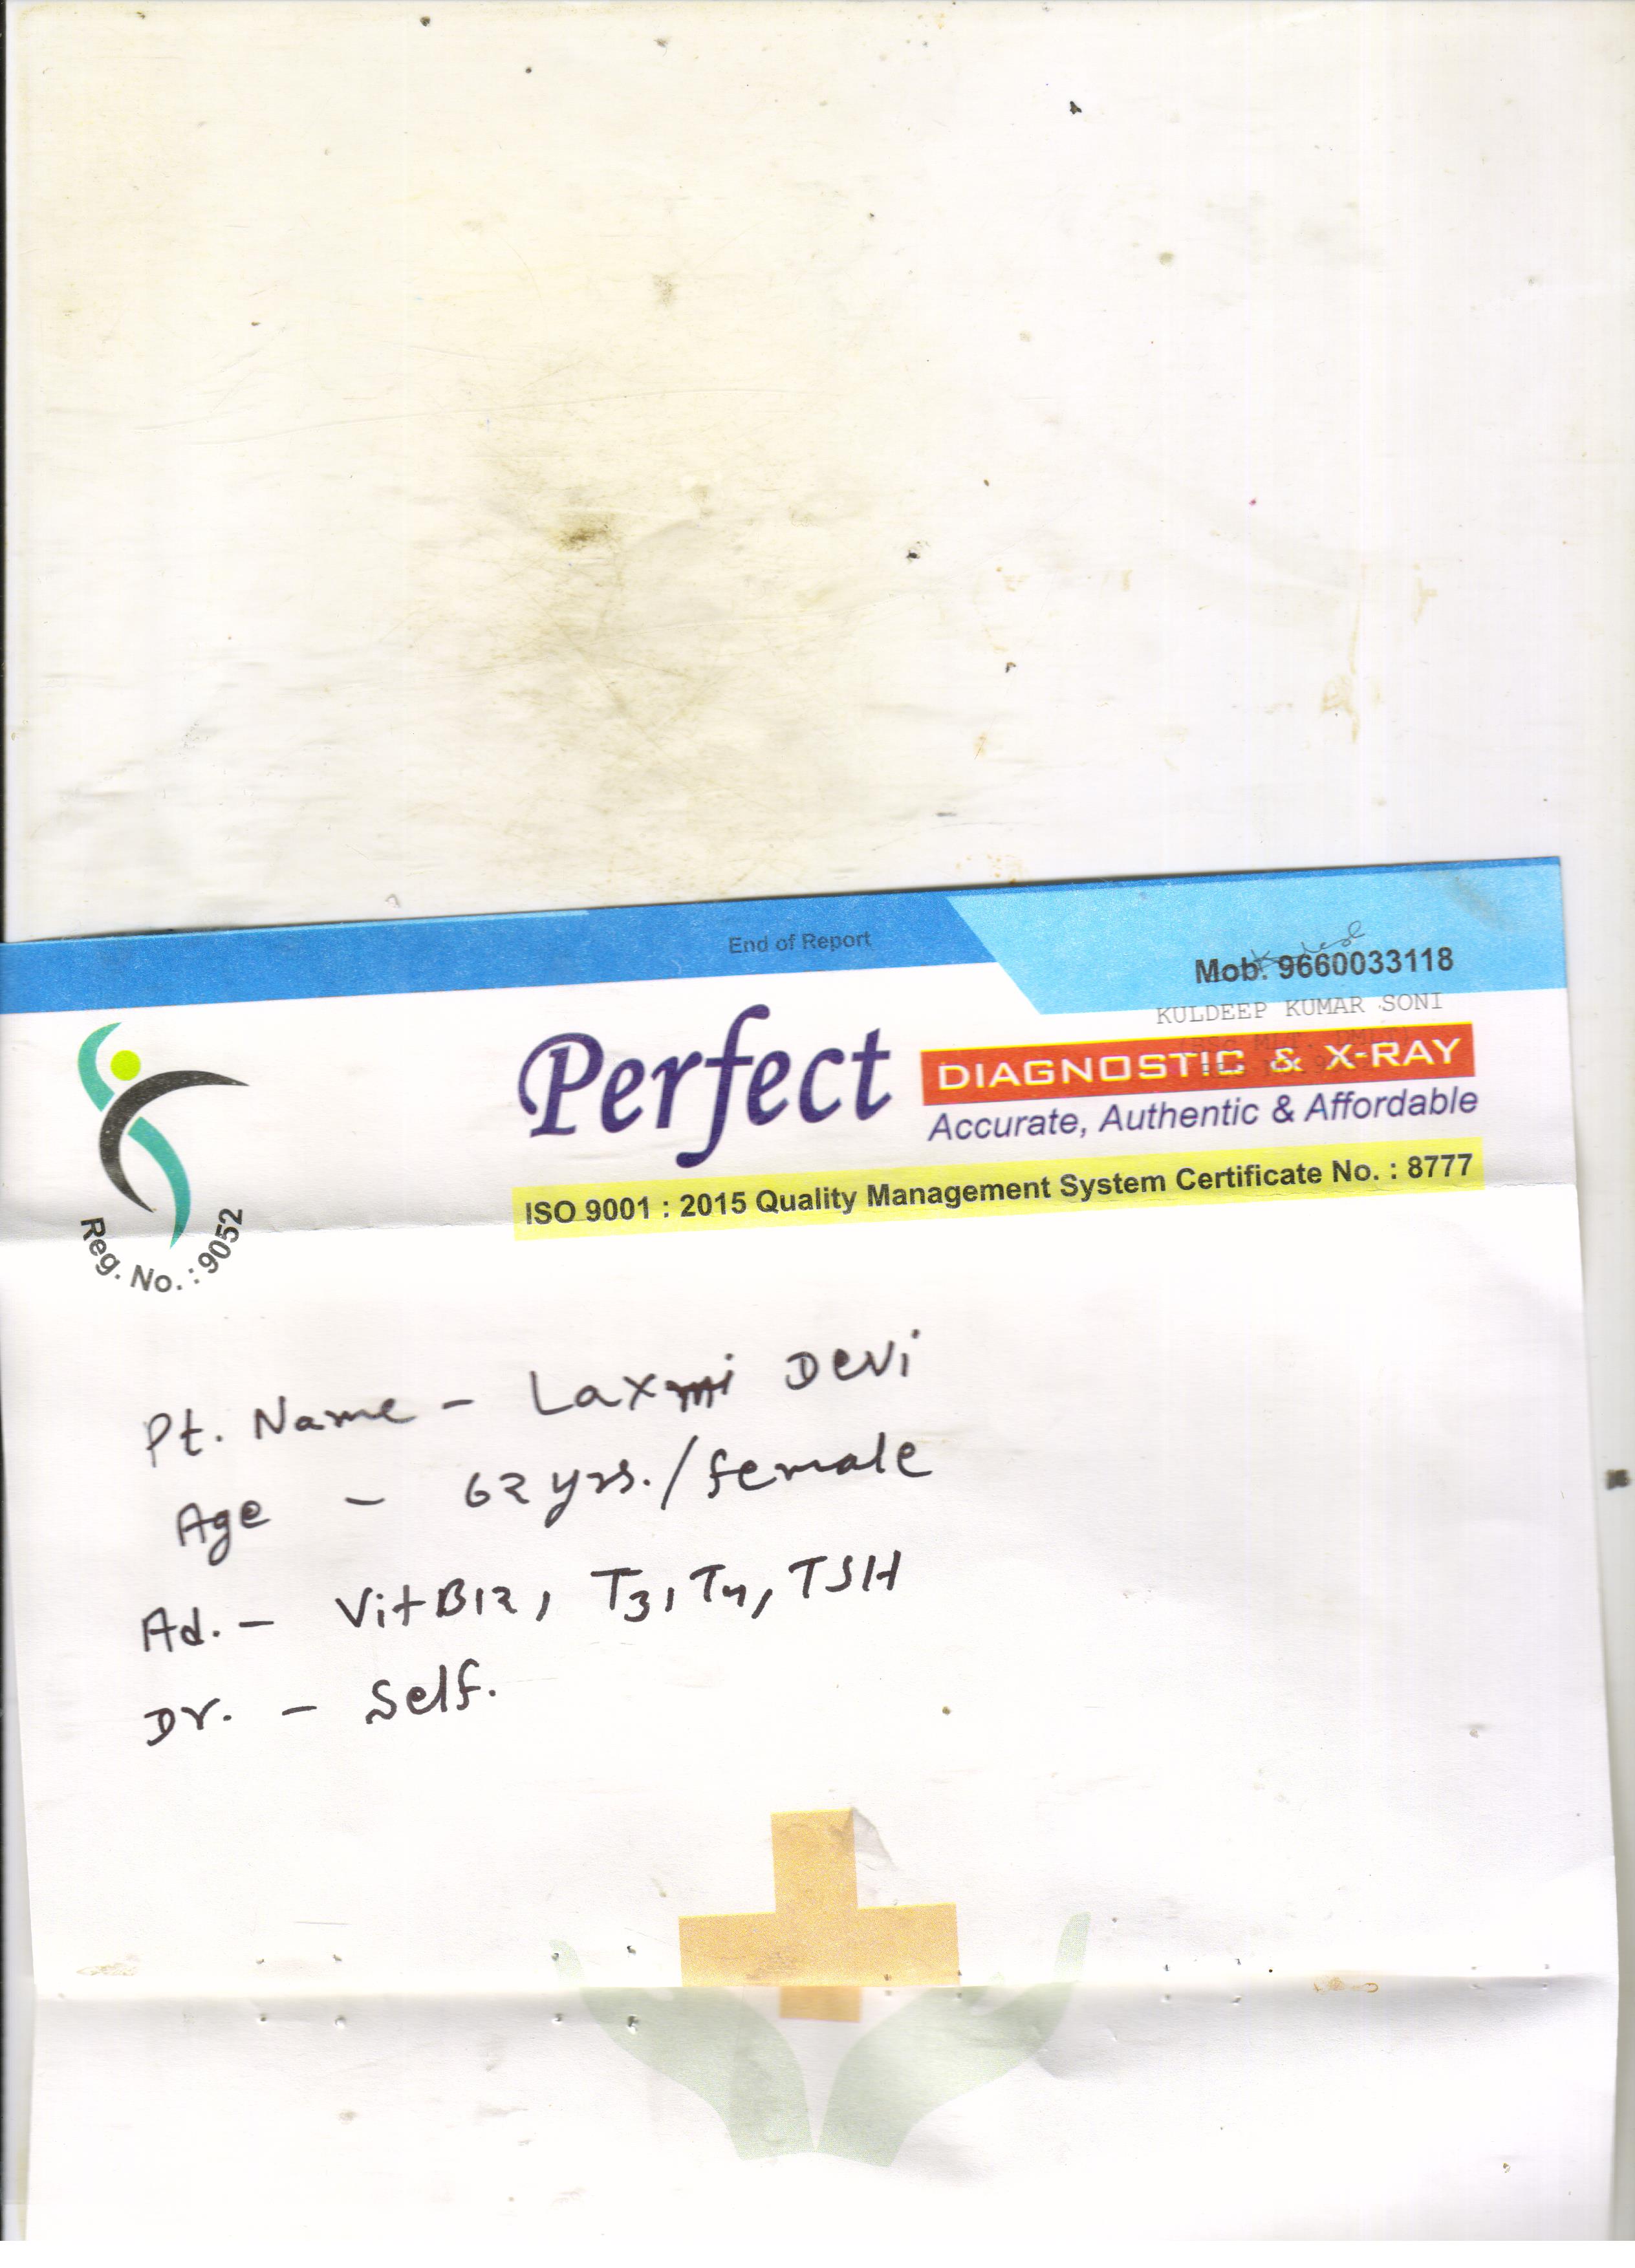 End of Report
Mob. 9660033118
KULDEEP KUMAR SONI
Perfect
DIAGNOSTIC & X-RAY
Accurate, Authentic & Affordable
ISO 9001 : 2015 Quality Management System Certificate No. : 8777
Reg. No. : 9052
Pt. Name - Laxmi Devi
Age - 62 yrs. / female
Ad. - Vit B12, T3, T4, TSH
Dr. - Self.